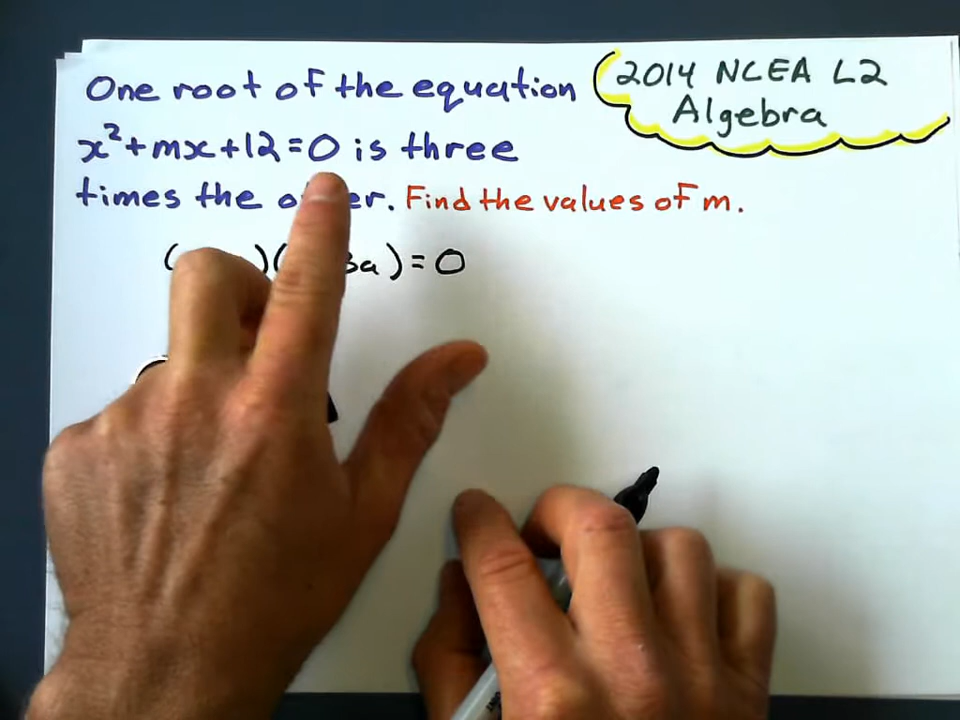 One root of the equation
x²+mx+12=0 is three
times the other. Find the values of m.
2014 NCEA L2
Algebra
( )( 3a)=0